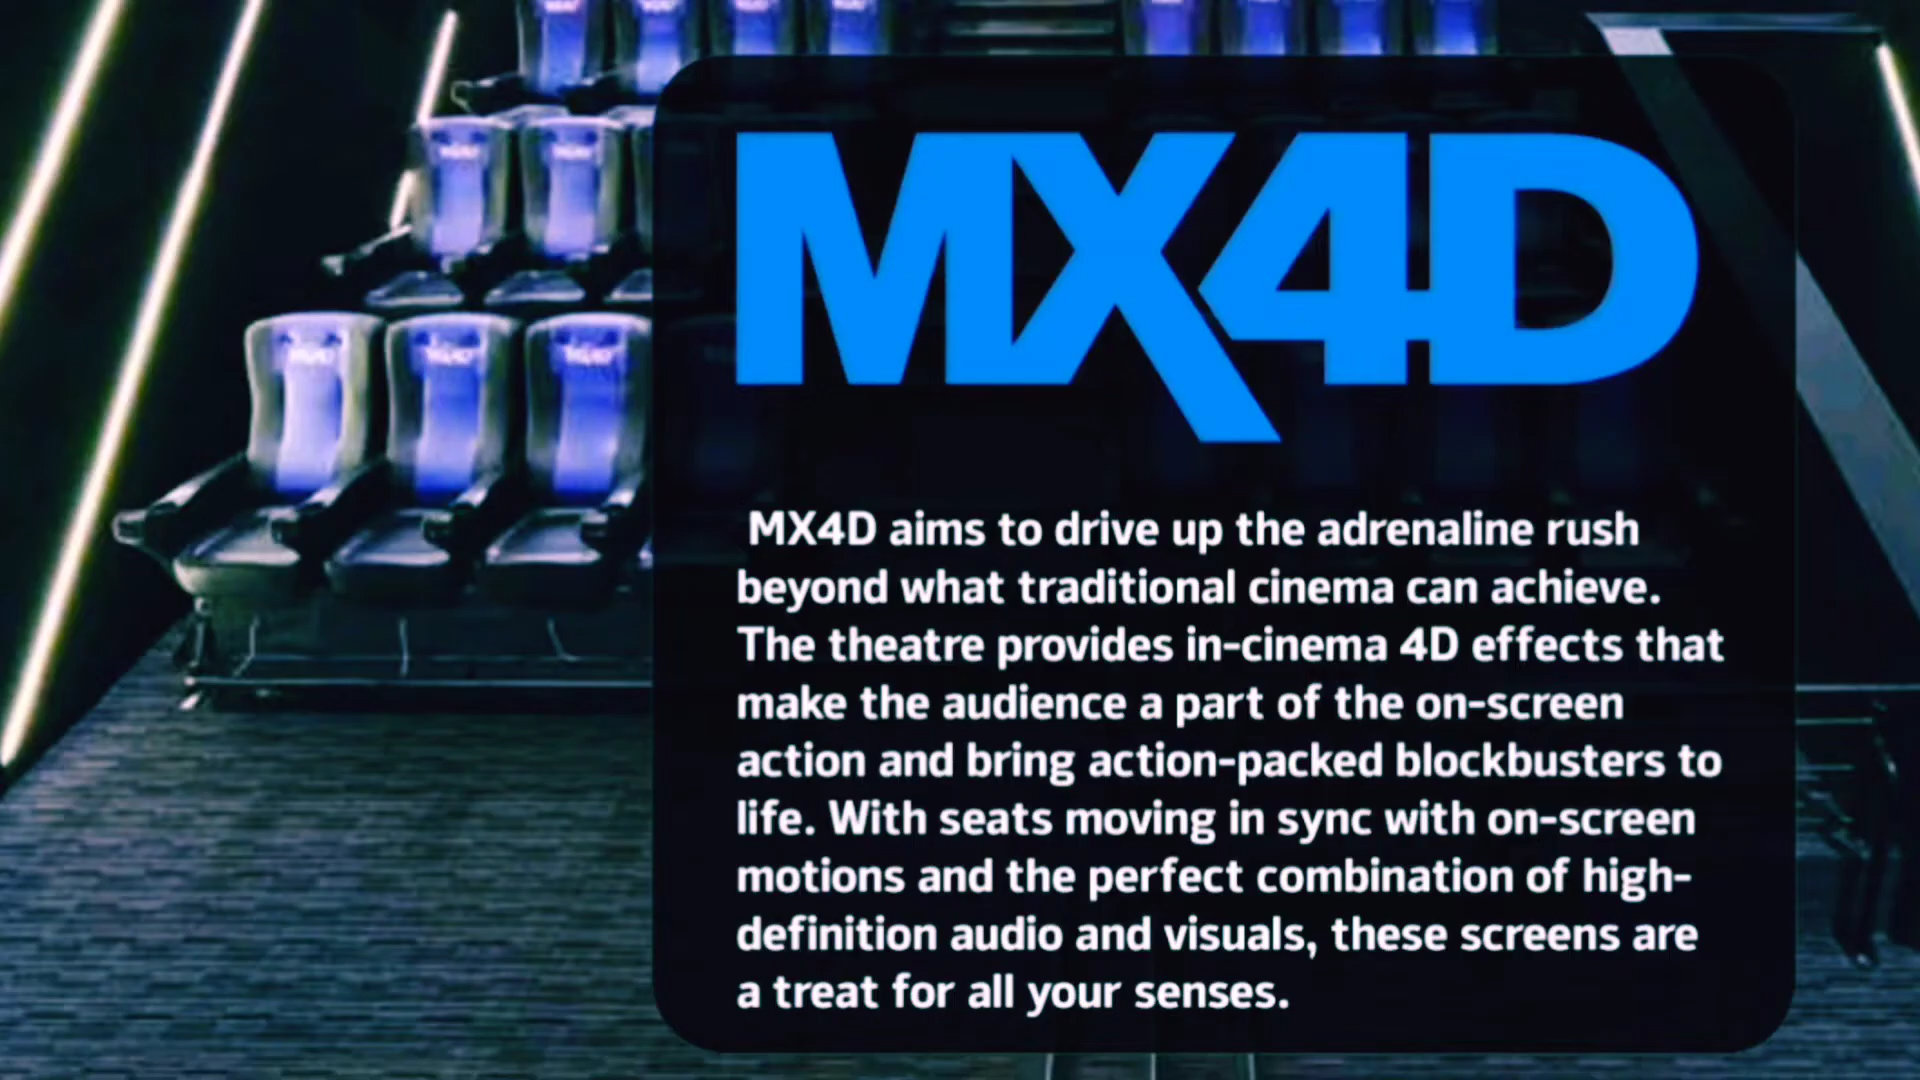 MX4D
MX4D aims to drive up the adrenaline rush
beyond what traditional cinema can achieve.
The theatre provides in-cinema 4D effects that
make the audience a part of the on-screen
action and bring action-packed blockbusters to
life. With seats moving in sync with on-screen
motions and the perfect combination of high-
definition audio and visuals, these screens are
a treat for all your senses.